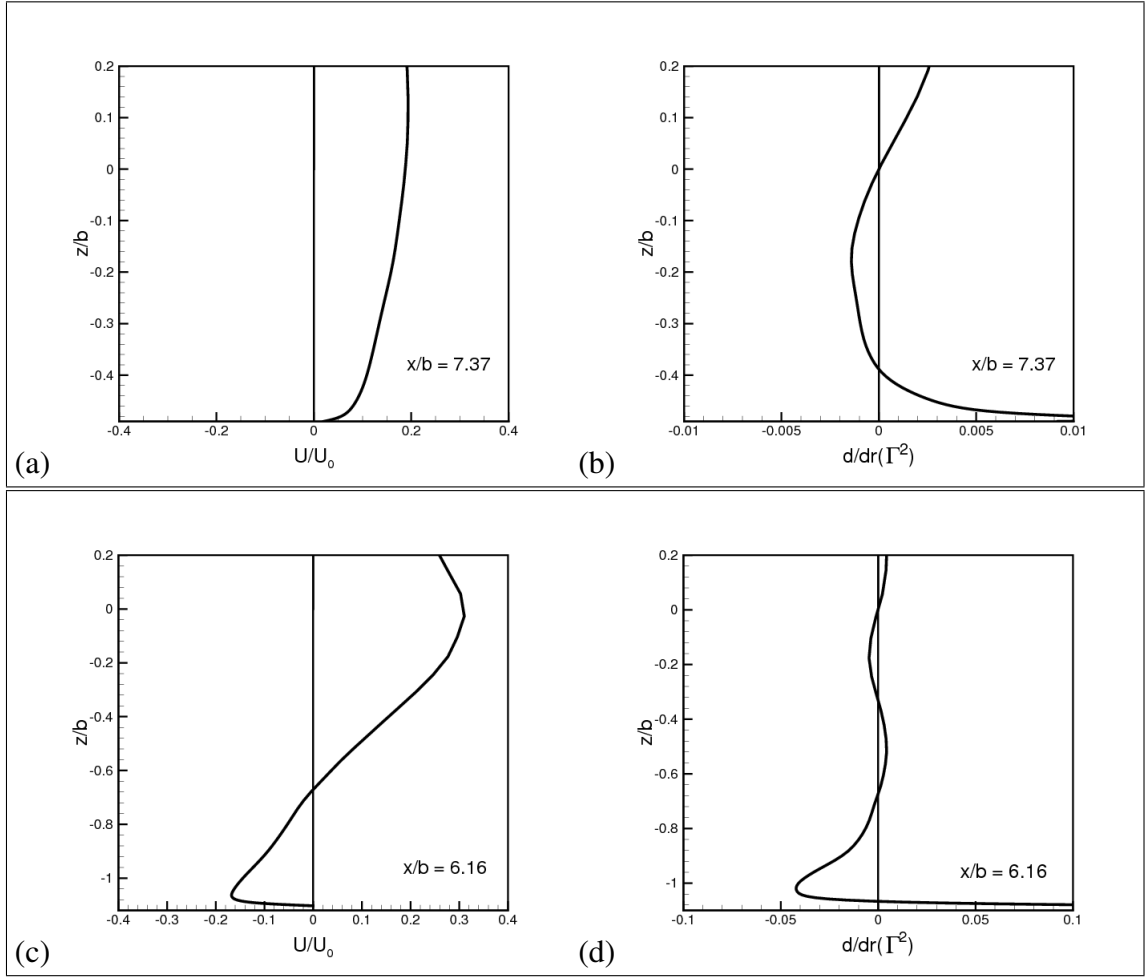 0.2
0.1
0
-0.1
-0.2
-0.3
-0.4
z/b
x/b = 7.37
-0.4 -0.2 0 0.2 0.4
U/U₀
(a)
0.2
0.1
0
-0.1
-0.2
-0.3
-0.4
z/b
x/b = 7.37
-0.01 -0.005 0 0.005 0.01
d/dr(Γ²)
(b)
0.2
0
-0.2
-0.4
-0.6
-0.8
-1
z/b
x/b = 6.16
-0.4 -0.3 -0.2 -0.1 0 0.1 0.2 0.3 0.4
U/U₀
(c)
0.2
0
-0.2
-0.4
-0.6
-0.8
-1
z/b
x/b = 6.16
-0.1 -0.05 0 0.05 0.1
d/dr(Γ²)
(d)